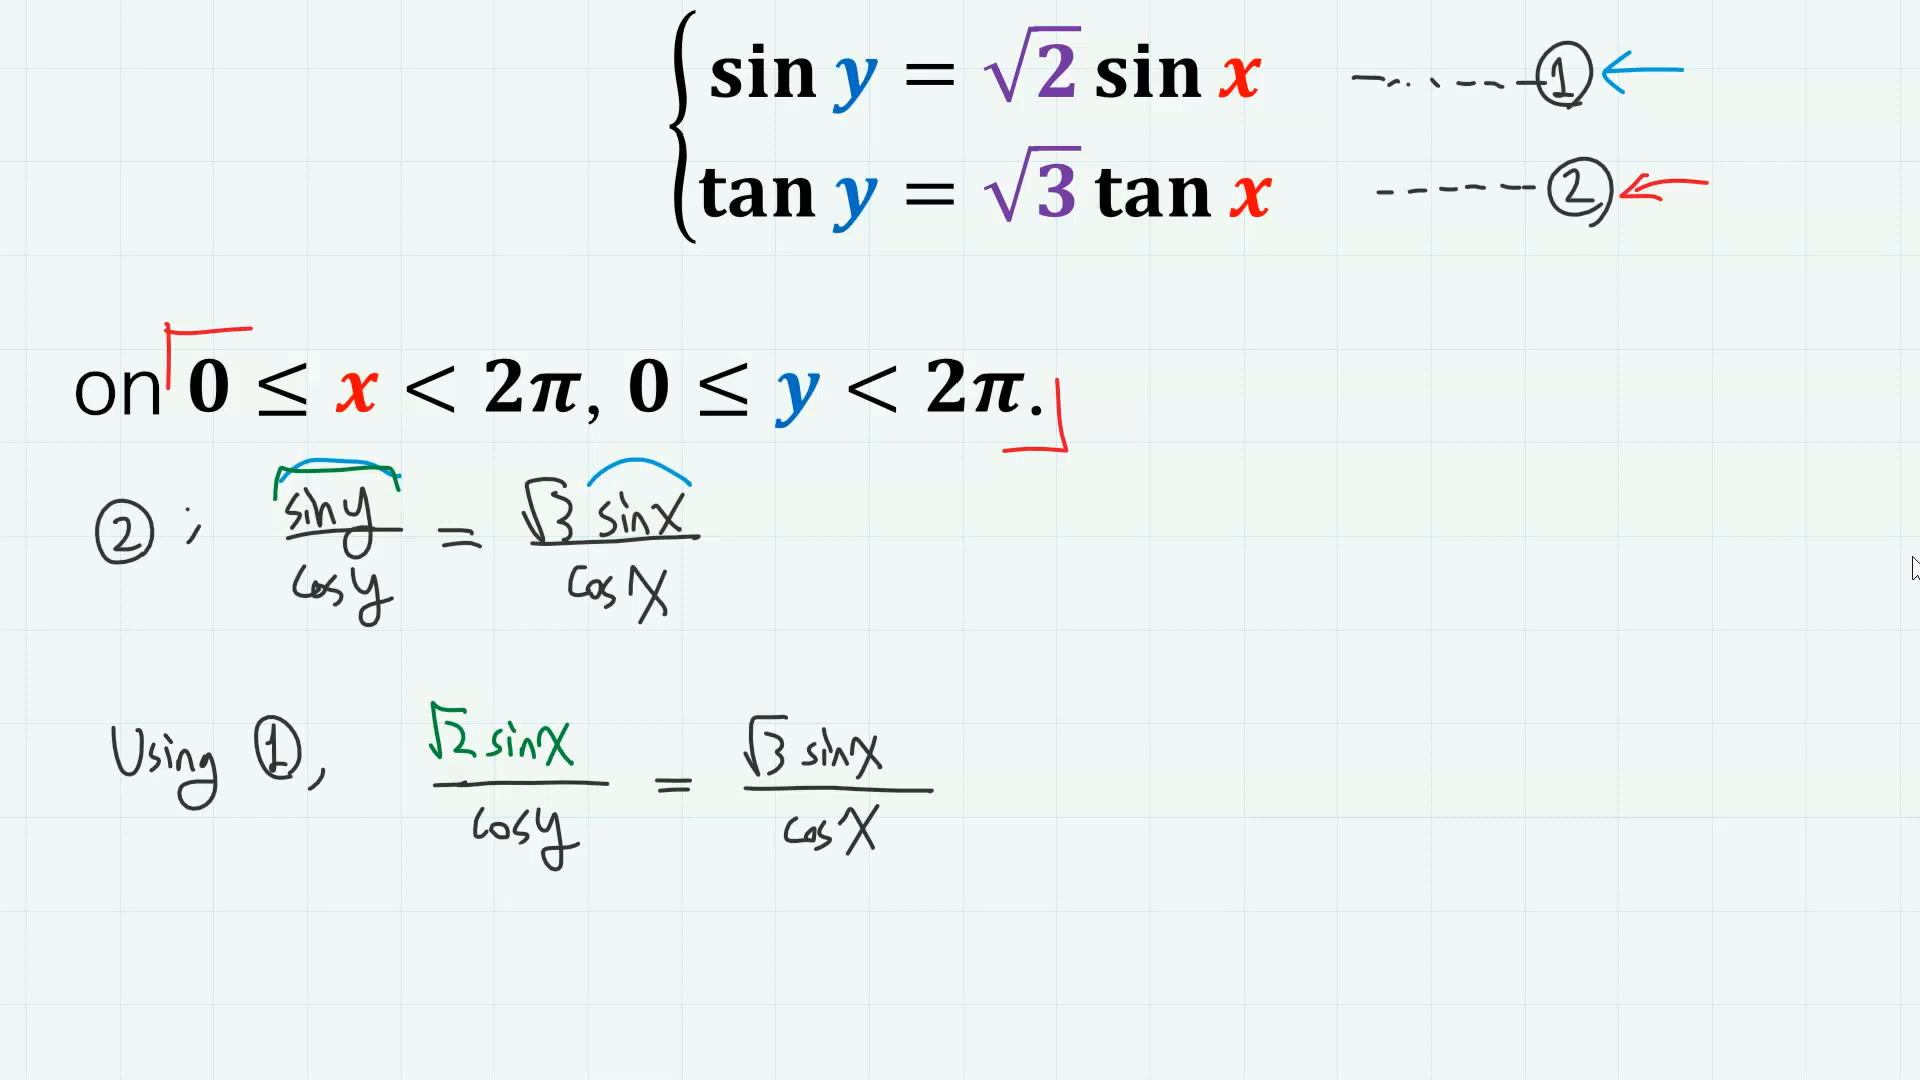 sin y = √2 sin x ---------- ①
tan y = √3 tan x ------ ②
on 0 ≤ x < 2π, 0 ≤ y < 2π.
② ; sin y / cos y = √3 sin x / cos x
Using ①, √2 sin x / cos y = √3 sin x / cos x